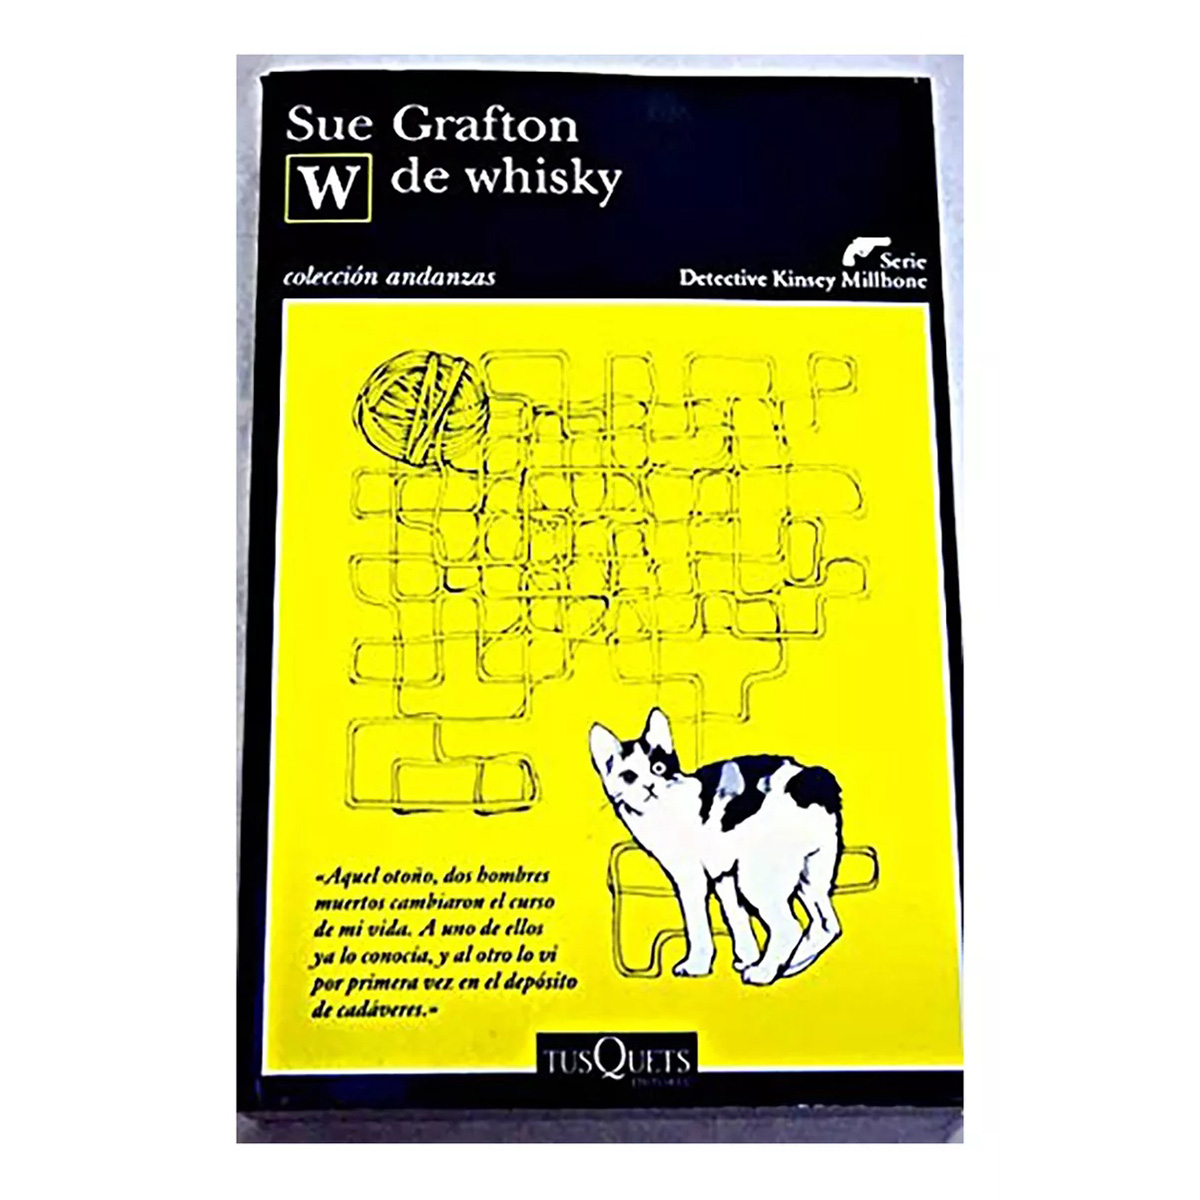 Sue Grafton
W de whisky
Serie
colección andanzas Detective Kinsey Millhone
«Aquel otoño, dos hombres
muertos cambiaron el curso
de mi vida. A uno de ellos
ya lo conocía, y al otro lo vi
por primera vez en el depósito
de cadáveres.»
TUSQUETS
EDITORES